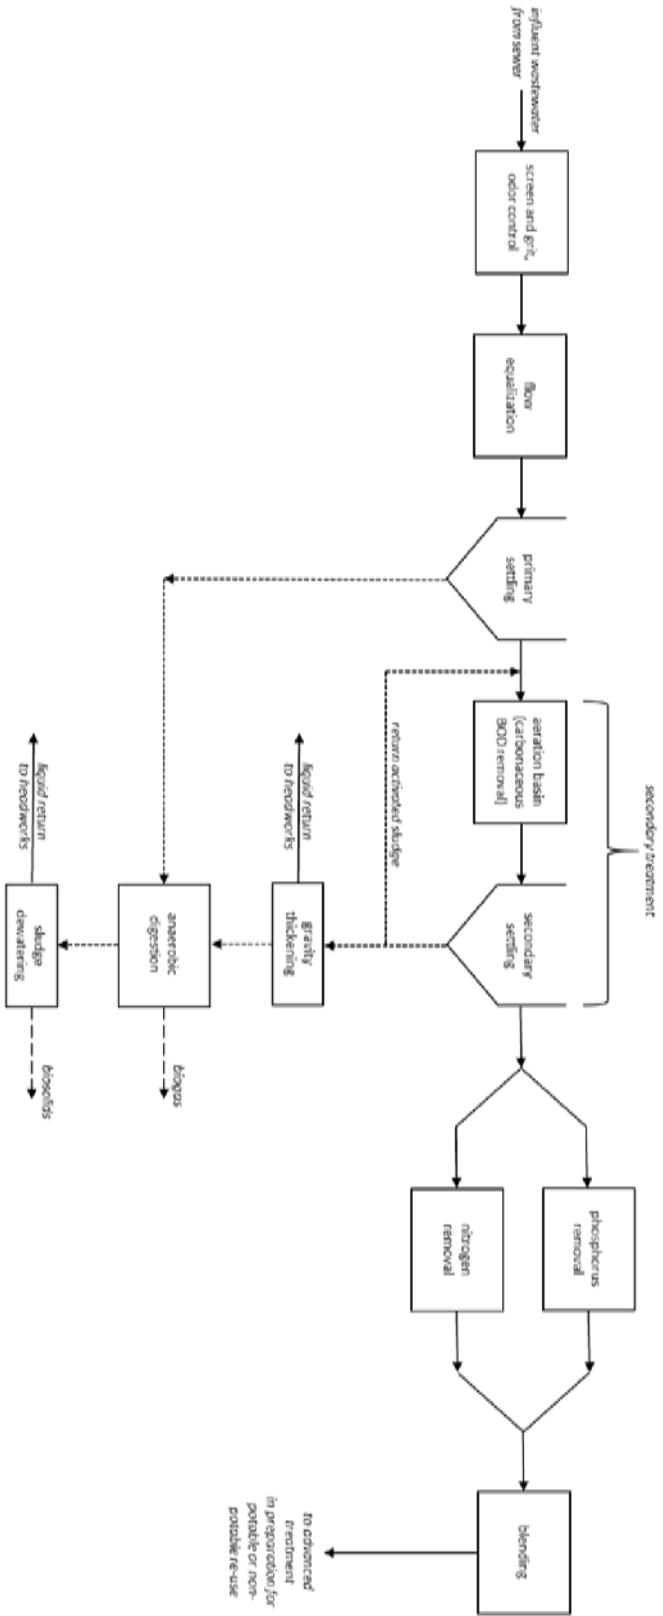 influent wastewater
from sewer
screen and grit,
odor control
flow
equalization
primary
settling
secondary treatment
aeration basin
(carbonaceous
BOD removal)
secondary
settling
return activated sludge
phosphorus
removal
nitrogen
removal
blending
to advanced
treatment
in preparation for
potable or non-
potable re-use
liquid return
to headworks
gravity
thickening
anaerobic
digestion
biogas
liquid return
to headworks
sludge
dewatering
biosolids